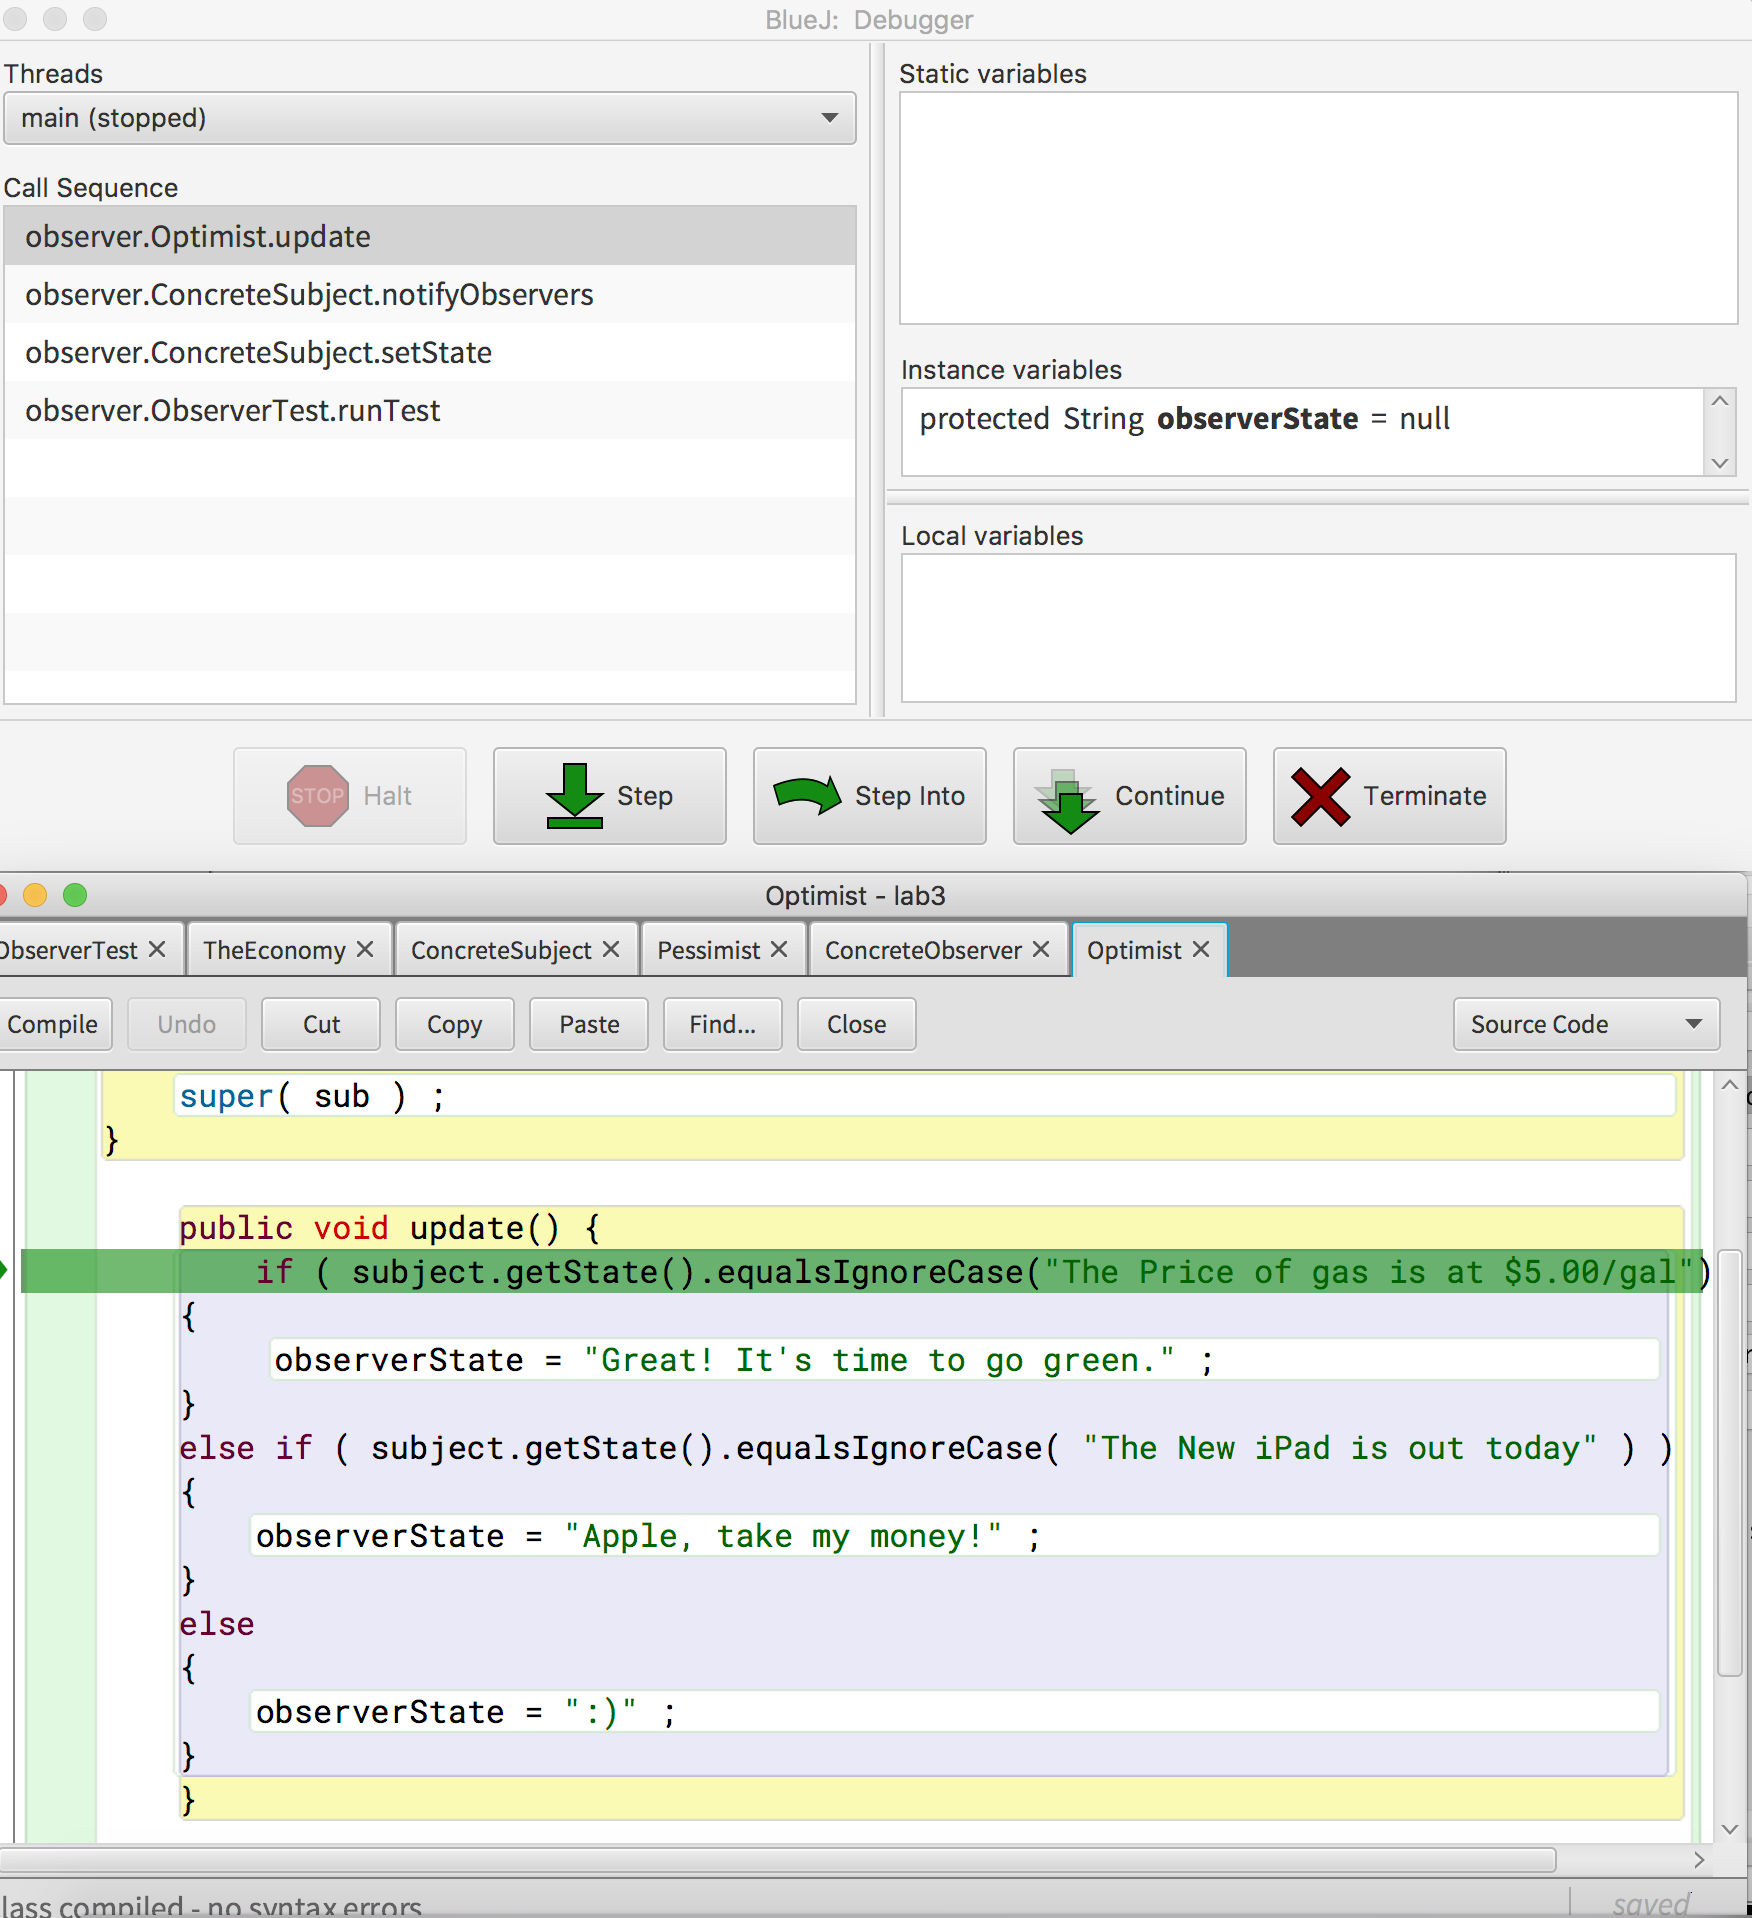 BlueJ: Debugger
Threads
main (stopped)
Call Sequence
observer.Optimist.update
observer.ConcreteSubject.notifyObservers
observer.ConcreteSubject.setState
observer.ObserverTest.runTest
Static variables
Instance variables
protected String observerState = null
Local variables
STOP Halt
Step
Step Into
Continue
Terminate
Optimist - lab3
ObserverTest
TheEconomy
ConcreteSubject
Pessimist
ConcreteObserver
Optimist
Compile
Undo
Cut
Copy
Paste
Find...
Close
Source Code
super( sub ) ;
}
public void update() {
if ( subject.getState().equalsIgnoreCase("The Price of gas is at $5.00/gal")
{
observerState = "Great! It's time to go green." ;
}
else if ( subject.getState().equalsIgnoreCase( "The New iPad is out today" ) )
{
observerState = "Apple, take my money!" ;
}
else
{
observerState = ":)" ;
}
}
lass compiled - no syntax errors
saved